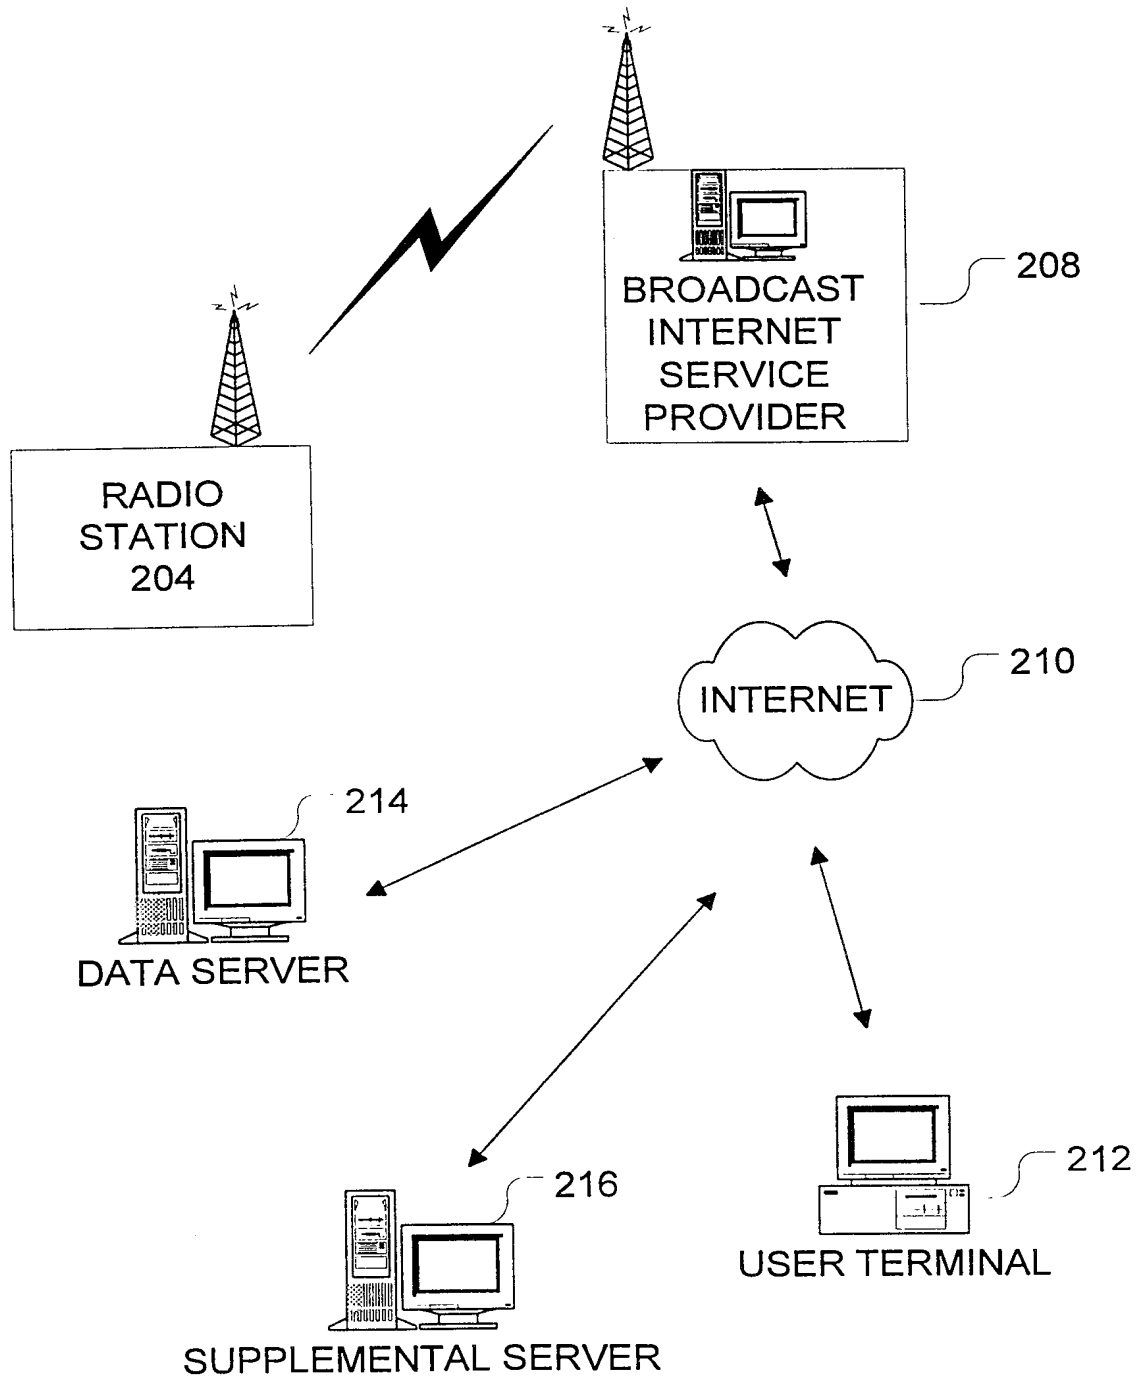 BROADCAST
INTERNET
SERVICE
PROVIDER
208
RADIO
STATION
204
INTERNET
210
214
DATA SERVER
216
SUPPLEMENTAL SERVER
212
USER TERMINAL